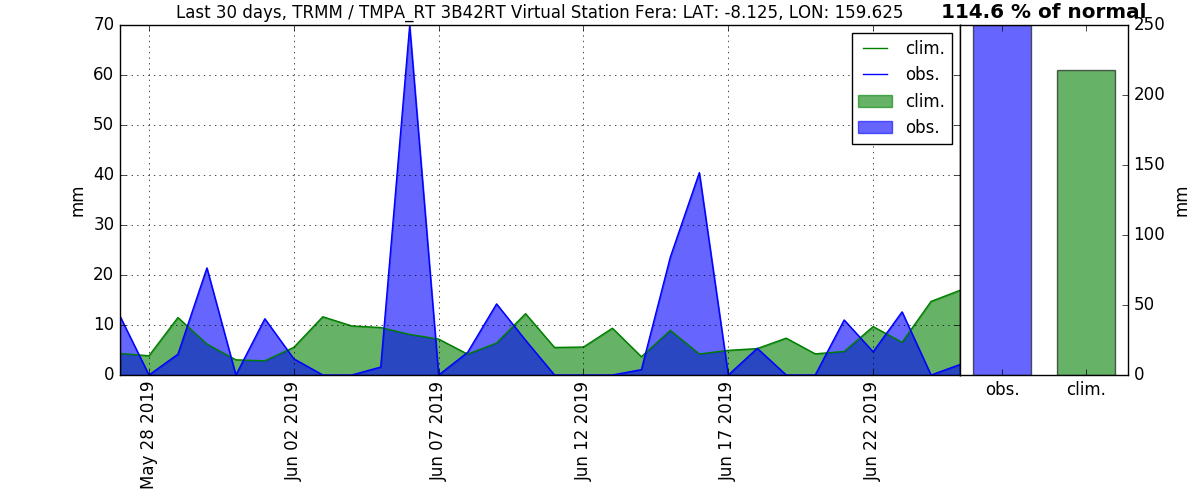 Last 30 days, TRMM / TMPA_RT 3B42RT Virtual Station Fera: LAT: -8.125, LON: 159.625
114.6 % of normal
70
60
50
40
30
20
10
0
mm
clim.
obs.
clim.
obs.
250
200
150
100
50
0
mm
May 28 2019
Jun 02 2019
Jun 07 2019
Jun 12 2019
Jun 17 2019
Jun 22 2019
obs.
clim.